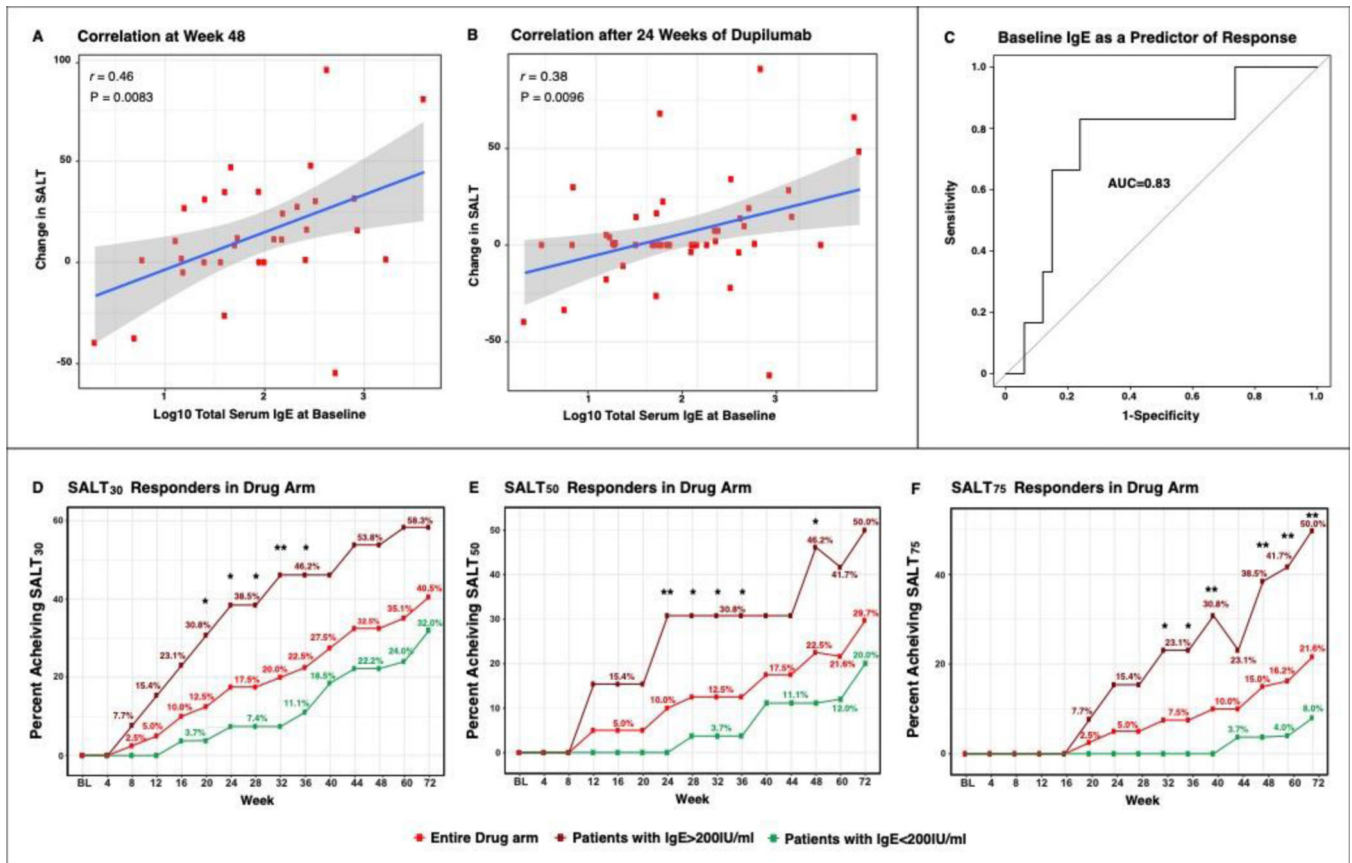 A Correlation at Week 48
r = 0.46
P = 0.0083
Change in SALT
100
50
0
-50
1 2 3
Log10 Total Serum IgE at Baseline
B Correlation after 24 Weeks of Dupilumab
r = 0.38
P = 0.0096
Change in SALT
50
0
-50
1 2 3
Log10 Total Serum IgE at Baseline
C Baseline IgE as a Predictor of Response
Sensitivity
1.0
0.8
0.6
0.4
0.2
0
AUC=0.83
0 0.2 0.4 0.6 0.8 1.0
1-Specificity
D SALT30 Responders in Drug Arm
Percent Acheiving SALT30
60
40
20
0
7.7% 15.4% 23.1% 30.8% 38.5% 46.2% 53.8% 58.3%
2.5% 5.0% 10.0% 12.5% 17.5% 20.0% 22.5% 27.5% 32.5% 35.1% 40.5%
3.7% 7.4% 11.1% 18.5% 22.2% 24.0% 32.0%
* * * ** *
BL 4 8 12 16 20 24 28 32 36 40 44 48 60 72
Week
E SALT50 Responders in Drug Arm
Percent Acheiving SALT50
50
40
30
20
10
0
15.4% 30.8% 46.2% 41.7% 50.0%
5.0% 10.0% 12.5% 17.5% 22.5% 21.6% 29.7%
3.7% 11.1% 12.0% 20.0%
** * * * *
BL 4 8 12 16 20 24 28 32 36 40 44 48 60 72
Week
F SALT75 Responders in Drug Arm
Percent Acheiving SALT75
40
20
0
7.7% 15.4% 23.1% 30.8% 23.1% 38.5% 41.7% 50.0%
2.5% 5.0% 7.5% 10.0% 15.0% 16.2% 21.6%
3.7% 4.0% 8.0%
* * ** ** ** **
BL 4 8 12 16 20 24 28 32 36 40 44 48 60 72
Week
Entire Drug arm Patients with IgE>200IU/ml Patients with IgE<200IU/ml